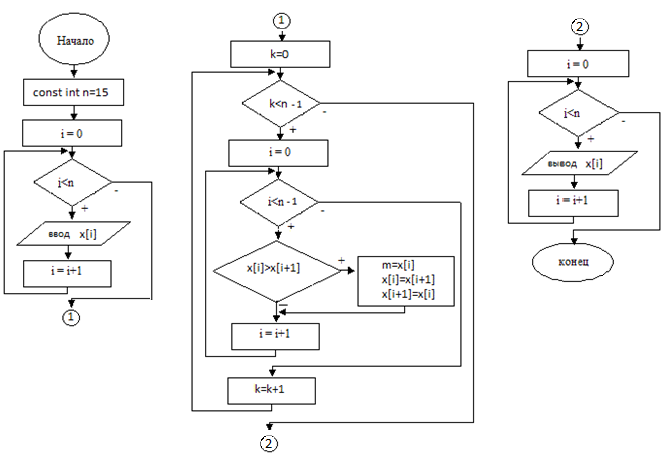 Начало
const int n=15
i = 0
i<n
+
-
ввод x[i]
i = i+1
1
1
k=0
k<n - 1
-
+
i = 0
i<n - 1
-
+
x[i]>x[i+1]
+
m=x[i]
x[i]=x[i+1]
x[i+1]=x[i]
–
i = i+1
k=k+1
2
2
i = 0
i<n
-
+
вывод x[i]
i = i+1
конец